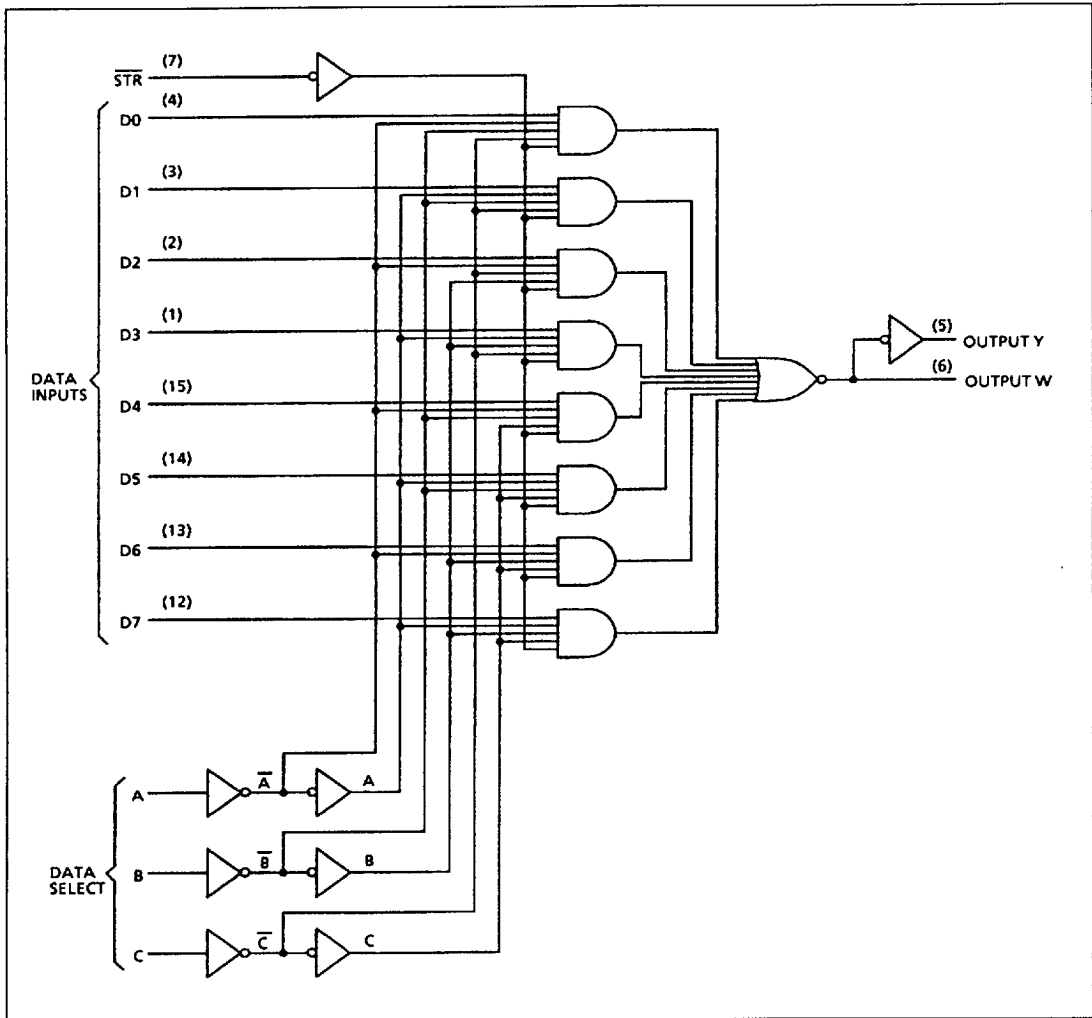 (7)
S̅T̅R̅
(4)
D0
(3)
D1
(2)
D2
(1)
D3
DATA
INPUTS
(15)
D4
(14)
D5
(13)
D6
(12)
D7
(5)
OUTPUT Y
(6)
OUTPUT W
DATA
SELECT
A
A̅
A
B
B̅
B
C
C̅
C